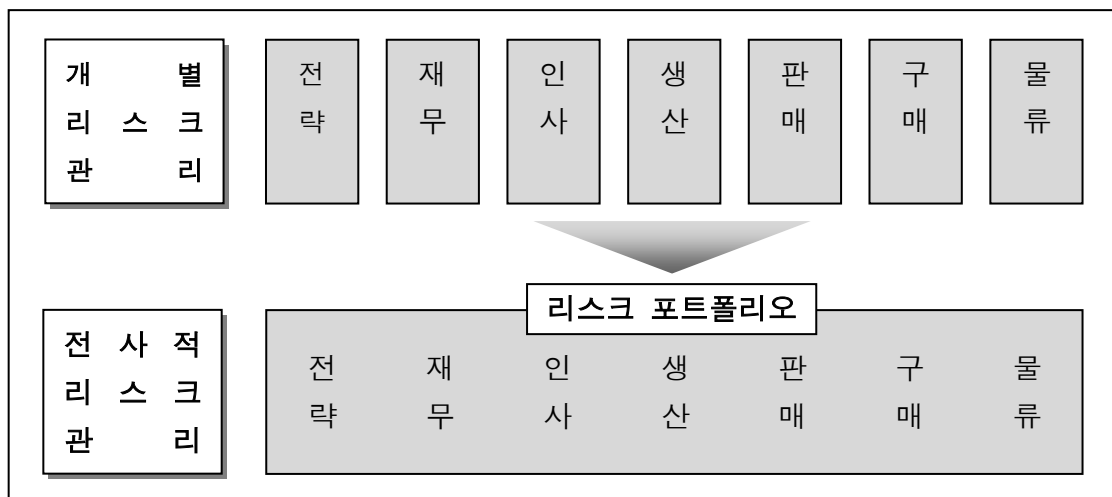 개 별
리 스 크
관 리
전
략
재
무
인
사
생
산
판
매
구
매
물
류
리스크 포트폴리오
전 사 적
리 스 크
관 리
전
략
재
무
인
사
생
산
판
매
구
매
물
류